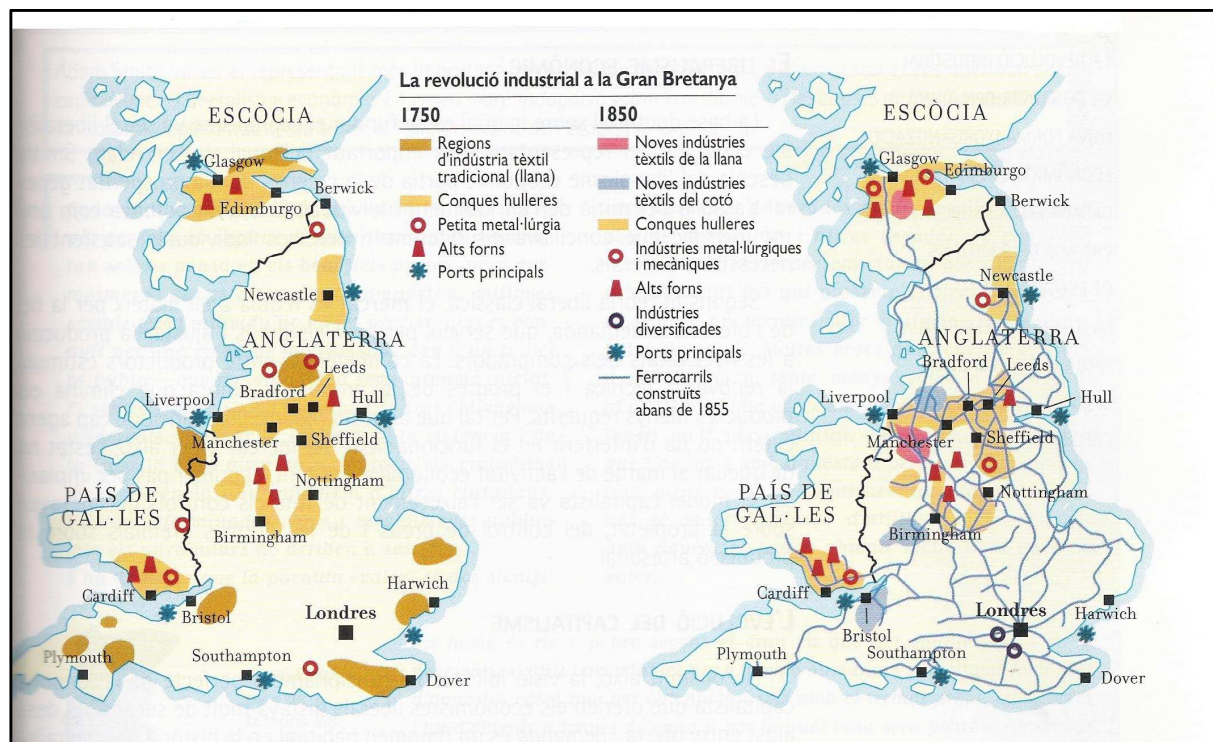 La revolució industrial a la Gran Bretanya
1750
Regions
d'indústria tèxtil
tradicional (llana)
Conques hulleres
Petita metal·lúrgia
Alts forns
Ports principals
1850
Noves indústries
tèxtils de la llana
Noves indústries
tèxtils del cotó
Conques hulleres
Indústries metal·lúrgiques
i mecàniques
Alts forns
Indústries
diversificades
Ports principals
Ferrocarrils
construïts
abans de 1855
ESCÒCIA
Glasgow
Edimburgo
Berwick
Newcastle
ANGLATERRA
Bradford
Leeds
Liverpool
Hull
Manchester
Sheffield
Nottingham
PAÍS DE
GAL·LES
Birmingham
Cardiff
Bristol
Harwich
Londres
Plymouth
Southampton
Dover
ESCÒCIA
Glasgow
Edimburgo
Berwick
Newcastle
ANGLATERRA
Bradford
Leeds
Liverpool
Hull
Manchester
Sheffield
Nottingham
PAÍS DE
GAL·LES
Birmingham
Cardiff
Bristol
Londres
Harwich
Plymouth
Southampton
Dover